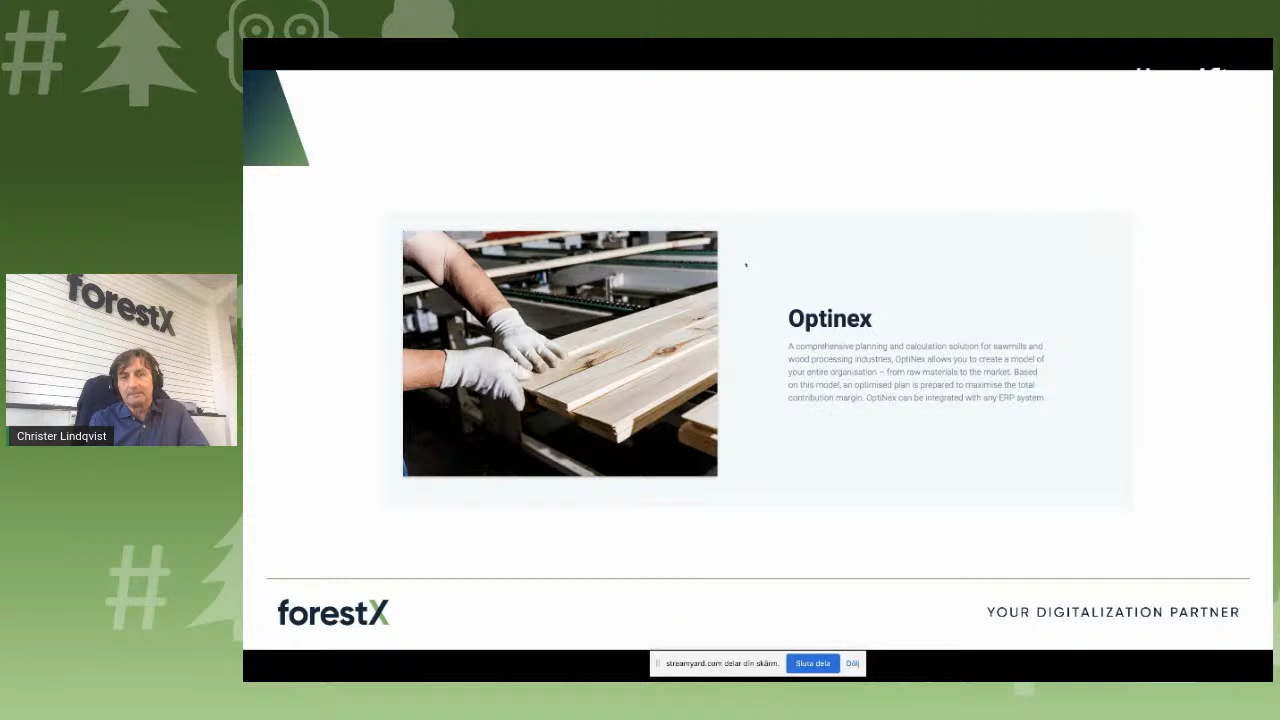 #
forestX
Christer Lindqvist
Optinex
A comprehensive planning and calculation solution for sawmills and
wood processing industries, OptiNex allows you to create a model of
your entire organisation – from raw materials to the market. Based
on this model, an optimised plan is prepared to maximise the total
contribution margin. OptiNex can be integrated with any ERP system.
#
forestX
YOUR DIGITALIZATION PARTNER
streamyard.com delar din skärm.
Sluta dela
Dölj